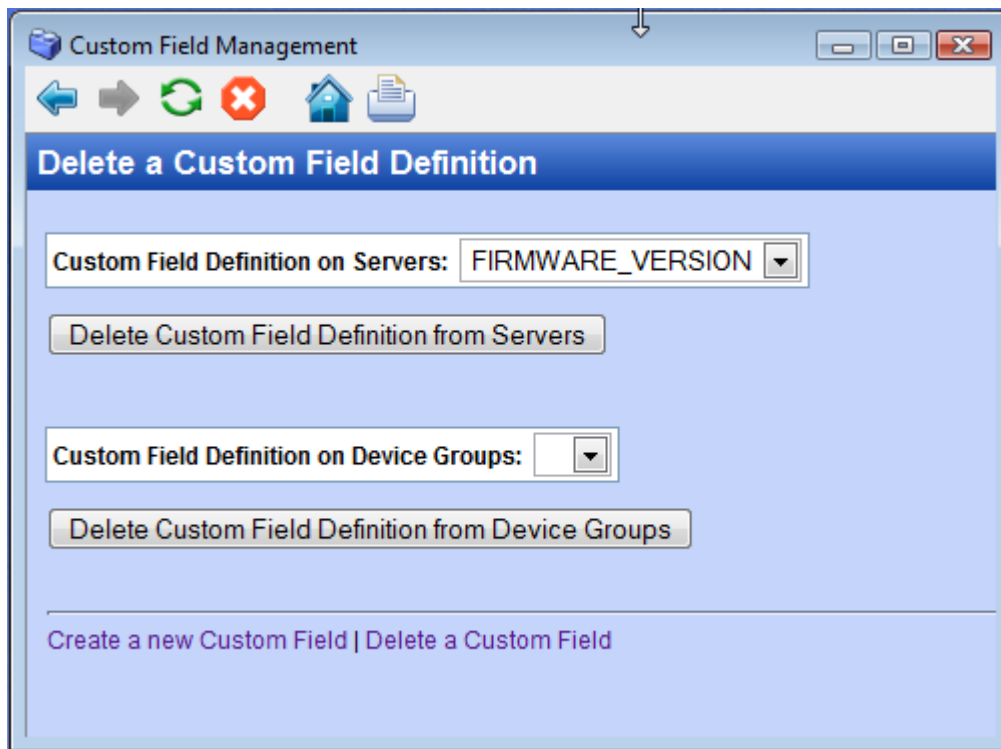 Custom Field Management
Delete a Custom Field Definition
Custom Field Definition on Servers: FIRMWARE_VERSION
Delete Custom Field Definition from Servers
Custom Field Definition on Device Groups:
Delete Custom Field Definition from Device Groups
Create a new Custom Field | Delete a Custom Field